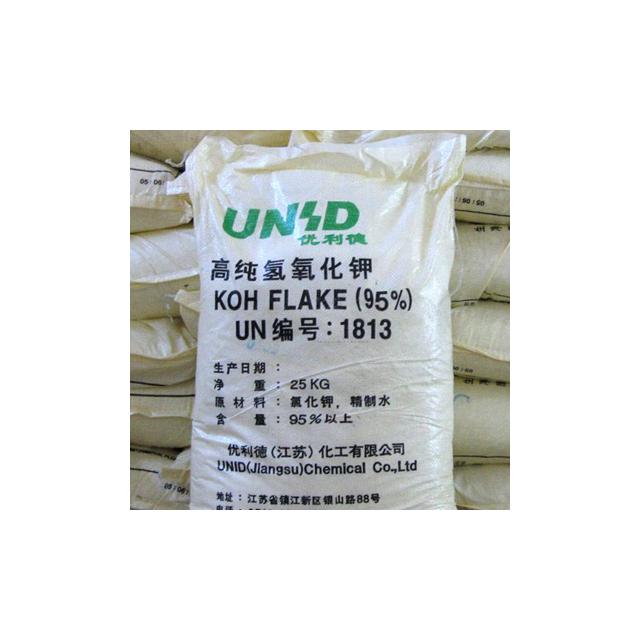 UNID
优利德
高纯氢氧化钾
KOH FLAKE (95%)
UN编号:1813
生产日期:
净 重:25KG
原材料:氯化钾,精制水
含 量:95%以上
优利德(江苏)化工有限公司
UNID(Jiangsu)Chemical Co.,Ltd
地址:江苏省镇江新区银山路88号